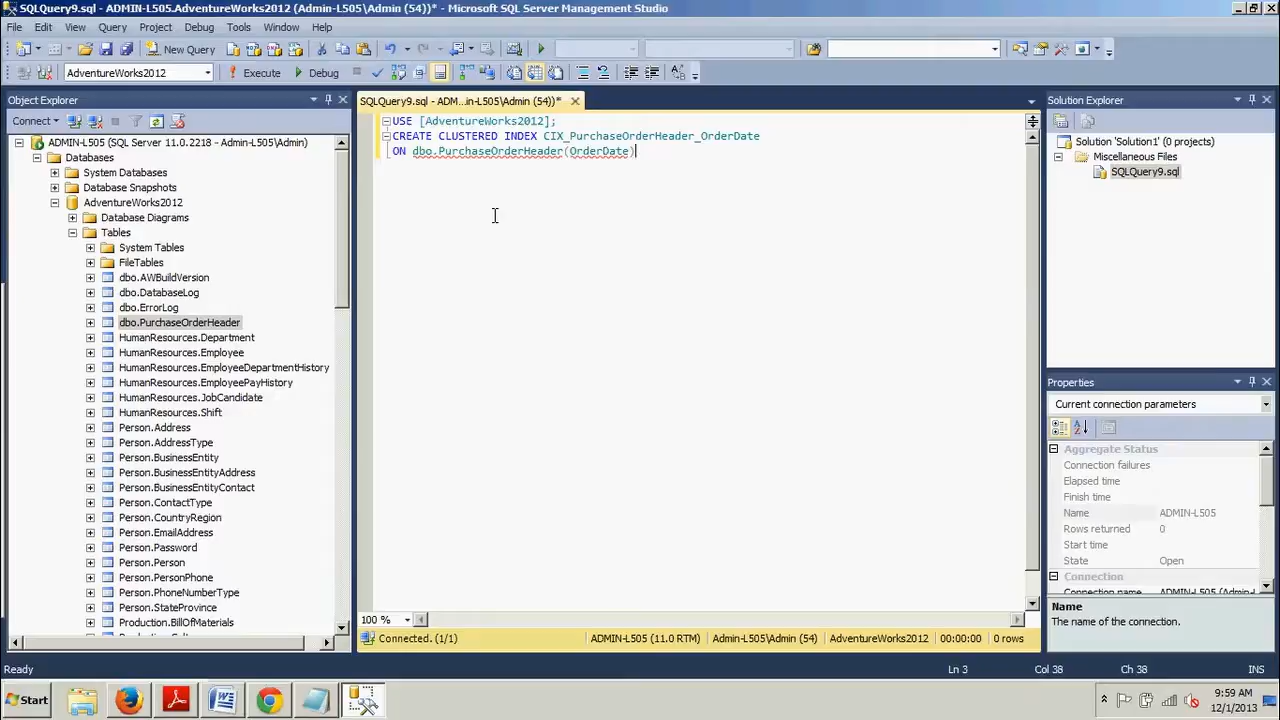 SQLQuery9.sql - ADMIN-L505.AdventureWorks2012 (Admin-L505\Admin (54))* - Microsoft SQL Server Management Studio
File Edit View Query Project Debug Tools Window Help
New Query
AdventureWorks2012 Execute Debug
Object Explorer
Connect
ADMIN-L505 (SQL Server 11.0.2218 - Admin-L505\Admin)
Databases
System Databases
Database Snapshots
AdventureWorks2012
Database Diagrams
Tables
System Tables
FileTables
dbo.AWBuildVersion
dbo.DatabaseLog
dbo.ErrorLog
dbo.PurchaseOrderHeader
HumanResources.Department
HumanResources.Employee
HumanResources.EmployeeDepartmentHistory
HumanResources.EmployeePayHistory
HumanResources.JobCandidate
HumanResources.Shift
Person.Address
Person.AddressType
Person.BusinessEntity
Person.BusinessEntityAddress
Person.BusinessEntityContact
Person.ContactType
Person.CountryRegion
Person.EmailAddress
Person.Password
Person.Person
Person.PersonPhone
Person.PhoneNumberType
Person.StateProvince
Production.BillOfMaterials
SQLQuery9.sql - ADM...in-L505\Admin (54))*
USE [AdventureWorks2012];
CREATE CLUSTERED INDEX CIX_PurchaseOrderHeader_OrderDate
ON dbo.PurchaseOrderHeader(OrderDate)
100 %
Connected. (1/1) ADMIN-L505 (11.0 RTM) Admin-L505\Admin (54) AdventureWorks2012 00:00:00 0 rows
Solution Explorer
Solution 'Solution1' (0 projects)
Miscellaneous Files
SQLQuery9.sql
Properties
Current connection parameters
Aggregate Status
Connection failures
Elapsed time
Finish time
Name ADMIN-L505
Rows returned 0
Start time
State Open
Connection
Connection name ADMIN-L505 (Admin-L
Name
The name of the connection.
Ready Ln 3 Col 38 Ch 38 INS
Start
9:59 AM
12/1/2013